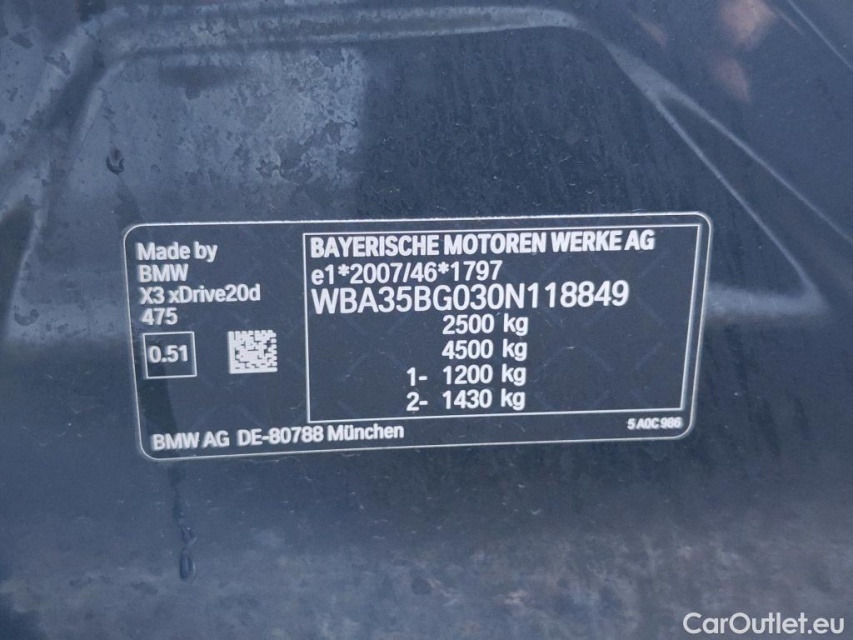 Made by
BMW
X3 xDrive20d
475
0.51
BAYERISCHE MOTOREN WERKE AG
e1*2007/46*1797
WBA35BG030N118849
2500 kg
4500 kg
1- 1200 kg
2- 1430 kg
BMW AG DE-80788 München
5 A0C 986
CarOutlet.eu